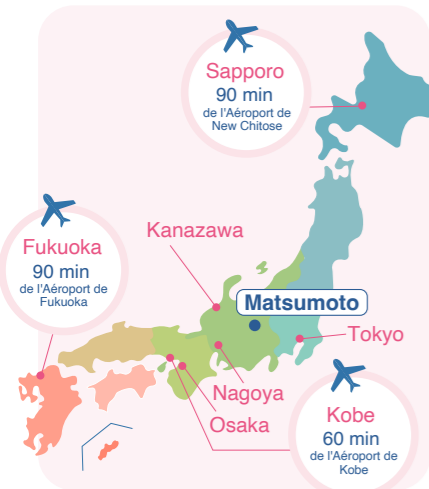 Sapporo
90 min
de l'Aéroport de
New Chitose
Kanazawa
Fukuoka
90 min
de l'Aéroport de
Fukuoka
Matsumoto
Tokyo
Nagoya
Osaka
Kobe
60 min
de l'Aéroport de
Kobe